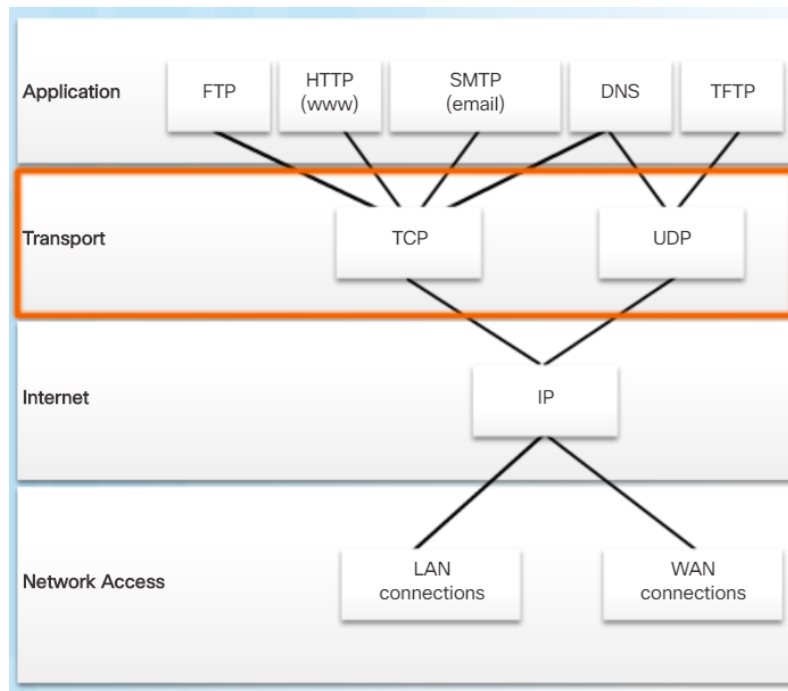 Application
FTP
HTTP
(www)
SMTP
(email)
DNS
TFTP
Transport
TCP
UDP
Internet
IP
Network Access
LAN
connections
WAN
connections